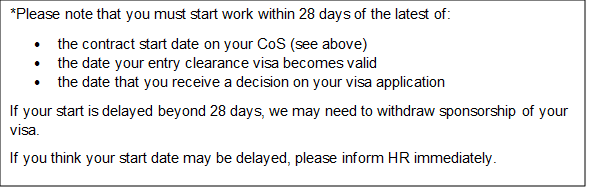 *Please note that you must start work within 28 days of the latest of:
• the contract start date on your CoS (see above)
• the date your entry clearance visa becomes valid
• the date that you receive a decision on your visa application
If your start is delayed beyond 28 days, we may need to withdraw sponsorship of your
visa.
If you think your start date may be delayed, please inform HR immediately.